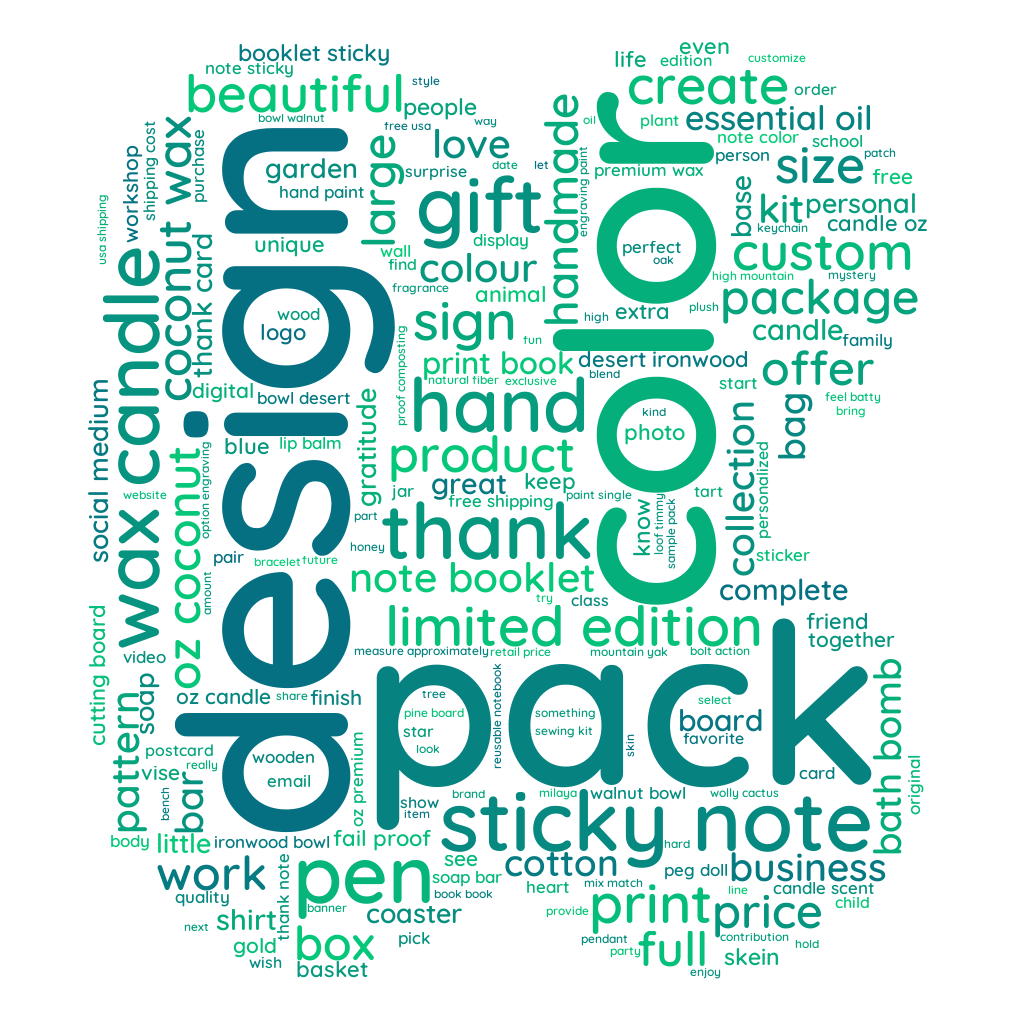 booklet sticky
note sticky
style
beautiful
people
bowl walnut
free usa
way
life
even
edition
customize
create
order
essential oil
oil
plant
note color
school
person
patch
premium wax
size
free
shipping cost
purchase
workshop
usa shipping
coconut wax
design
garden
hand paint
large
love
surprise
date
let
gift
handmade
engraving paint
color
perfect
oak
base
kit
personal
keychain
candle oz
custom
high mountain
mystery
unique
wall
find
display
colour
fragrance
animal
wood
logo
thank card
wax candle
sign
high
extra
plush
package
candle
family
fun
proof composting
print book
desert ironwood
blend
offer
natural fiber
exclusive
start
feel batty
bring
digital
bowl desert
hand
kind
photo
bag
collection
personalized
social medium
blue
lip balm
gratitude
product
option engraving
oz coconut
website
jar
great
keep
paint single
free shipping
know
loof timmy
sample pack
tart
sticker
part
thank
pair
bracelet
future
honey
amount
note booklet
try
class
complete
limited edition
friend
together
cutting board
video
soap
measure approximately
retail price
mountain yak
bolt action
oz candle
share
finish
pack
tree
pine board
star
look
reusable notebook
something
sewing kit
skin
select
board
favorite
bath bomb
original
pattern
postcard
really
vise
bench
bar
wooden
email
oz premium
show
item
brand
milaya
walnut bowl
wolly cactus
card
body
little
ironwood bowl
fail proof
sticky note
hard
work
quality
thank note
pen
see
soap bar
book book
cotton
heart
mix match
peg doll
business
candle scent
line
child
next
shirt
banner
coaster
provide
print
price
gold
wish
box
basket
pick
pendant
party
full
contribution
hold
skein
enjoy